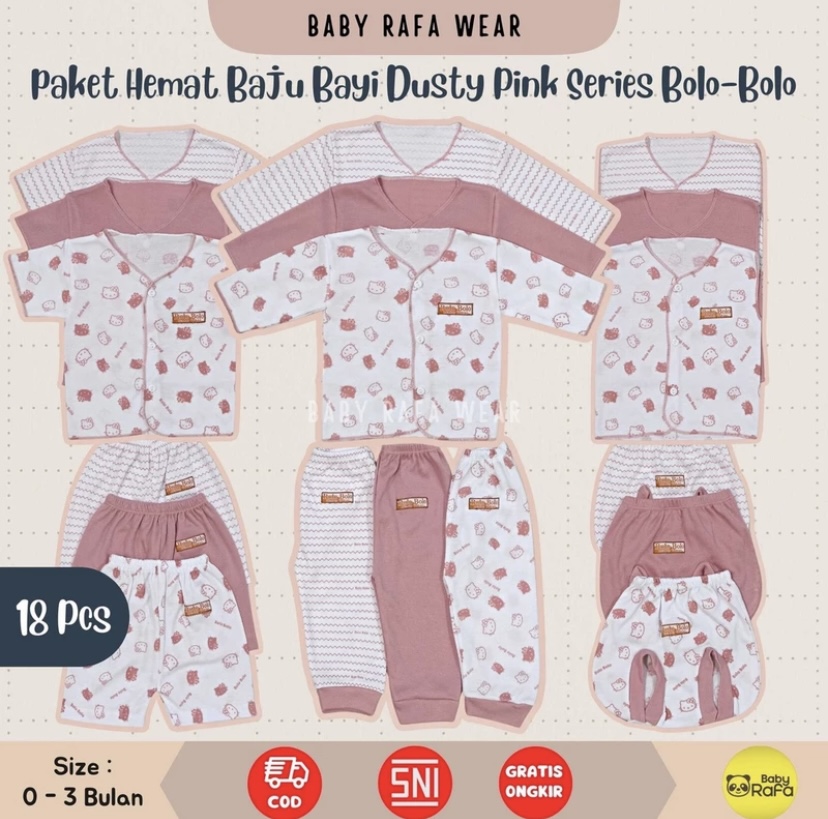 BABY RAFA WEAR
Paket Hemat Baju Bayi Dusty Pink Series Bolo-Bolo
BABY RAFA WEAR
18 Pcs
Size :
0 - 3 Bulan
COD
SNI
GRATIS
ONGKIR
Baby
RaFa